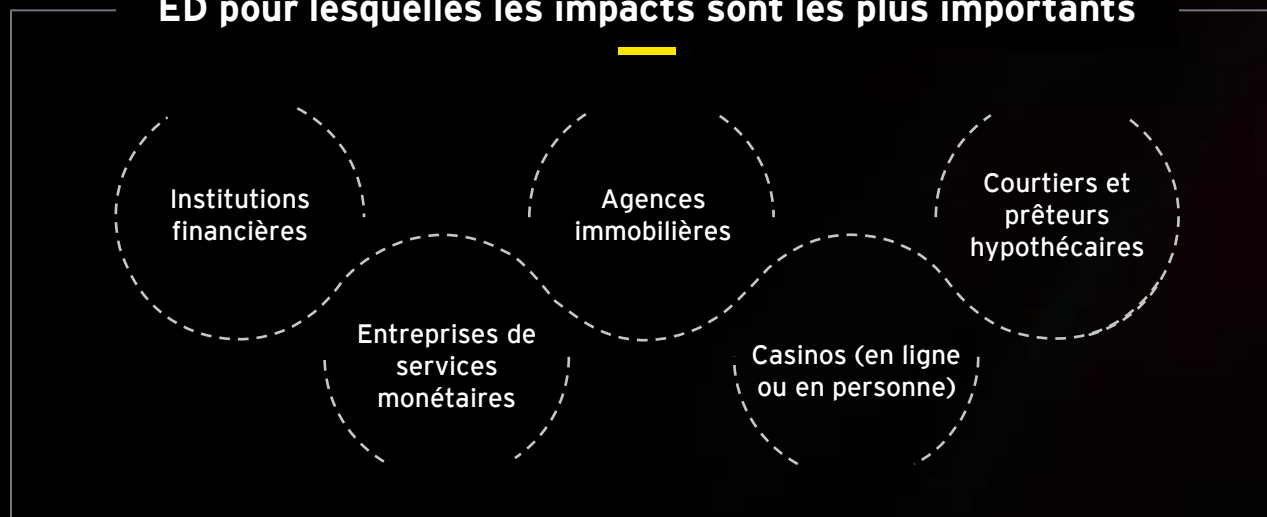 ED pour lesquelles les impacts sont les plus importants
Institutions
financières
Entreprises de
services
monétaires
Agences
immobilières
Casinos (en ligne
ou en personne)
Courtiers et
prêteurs
hypothécaires